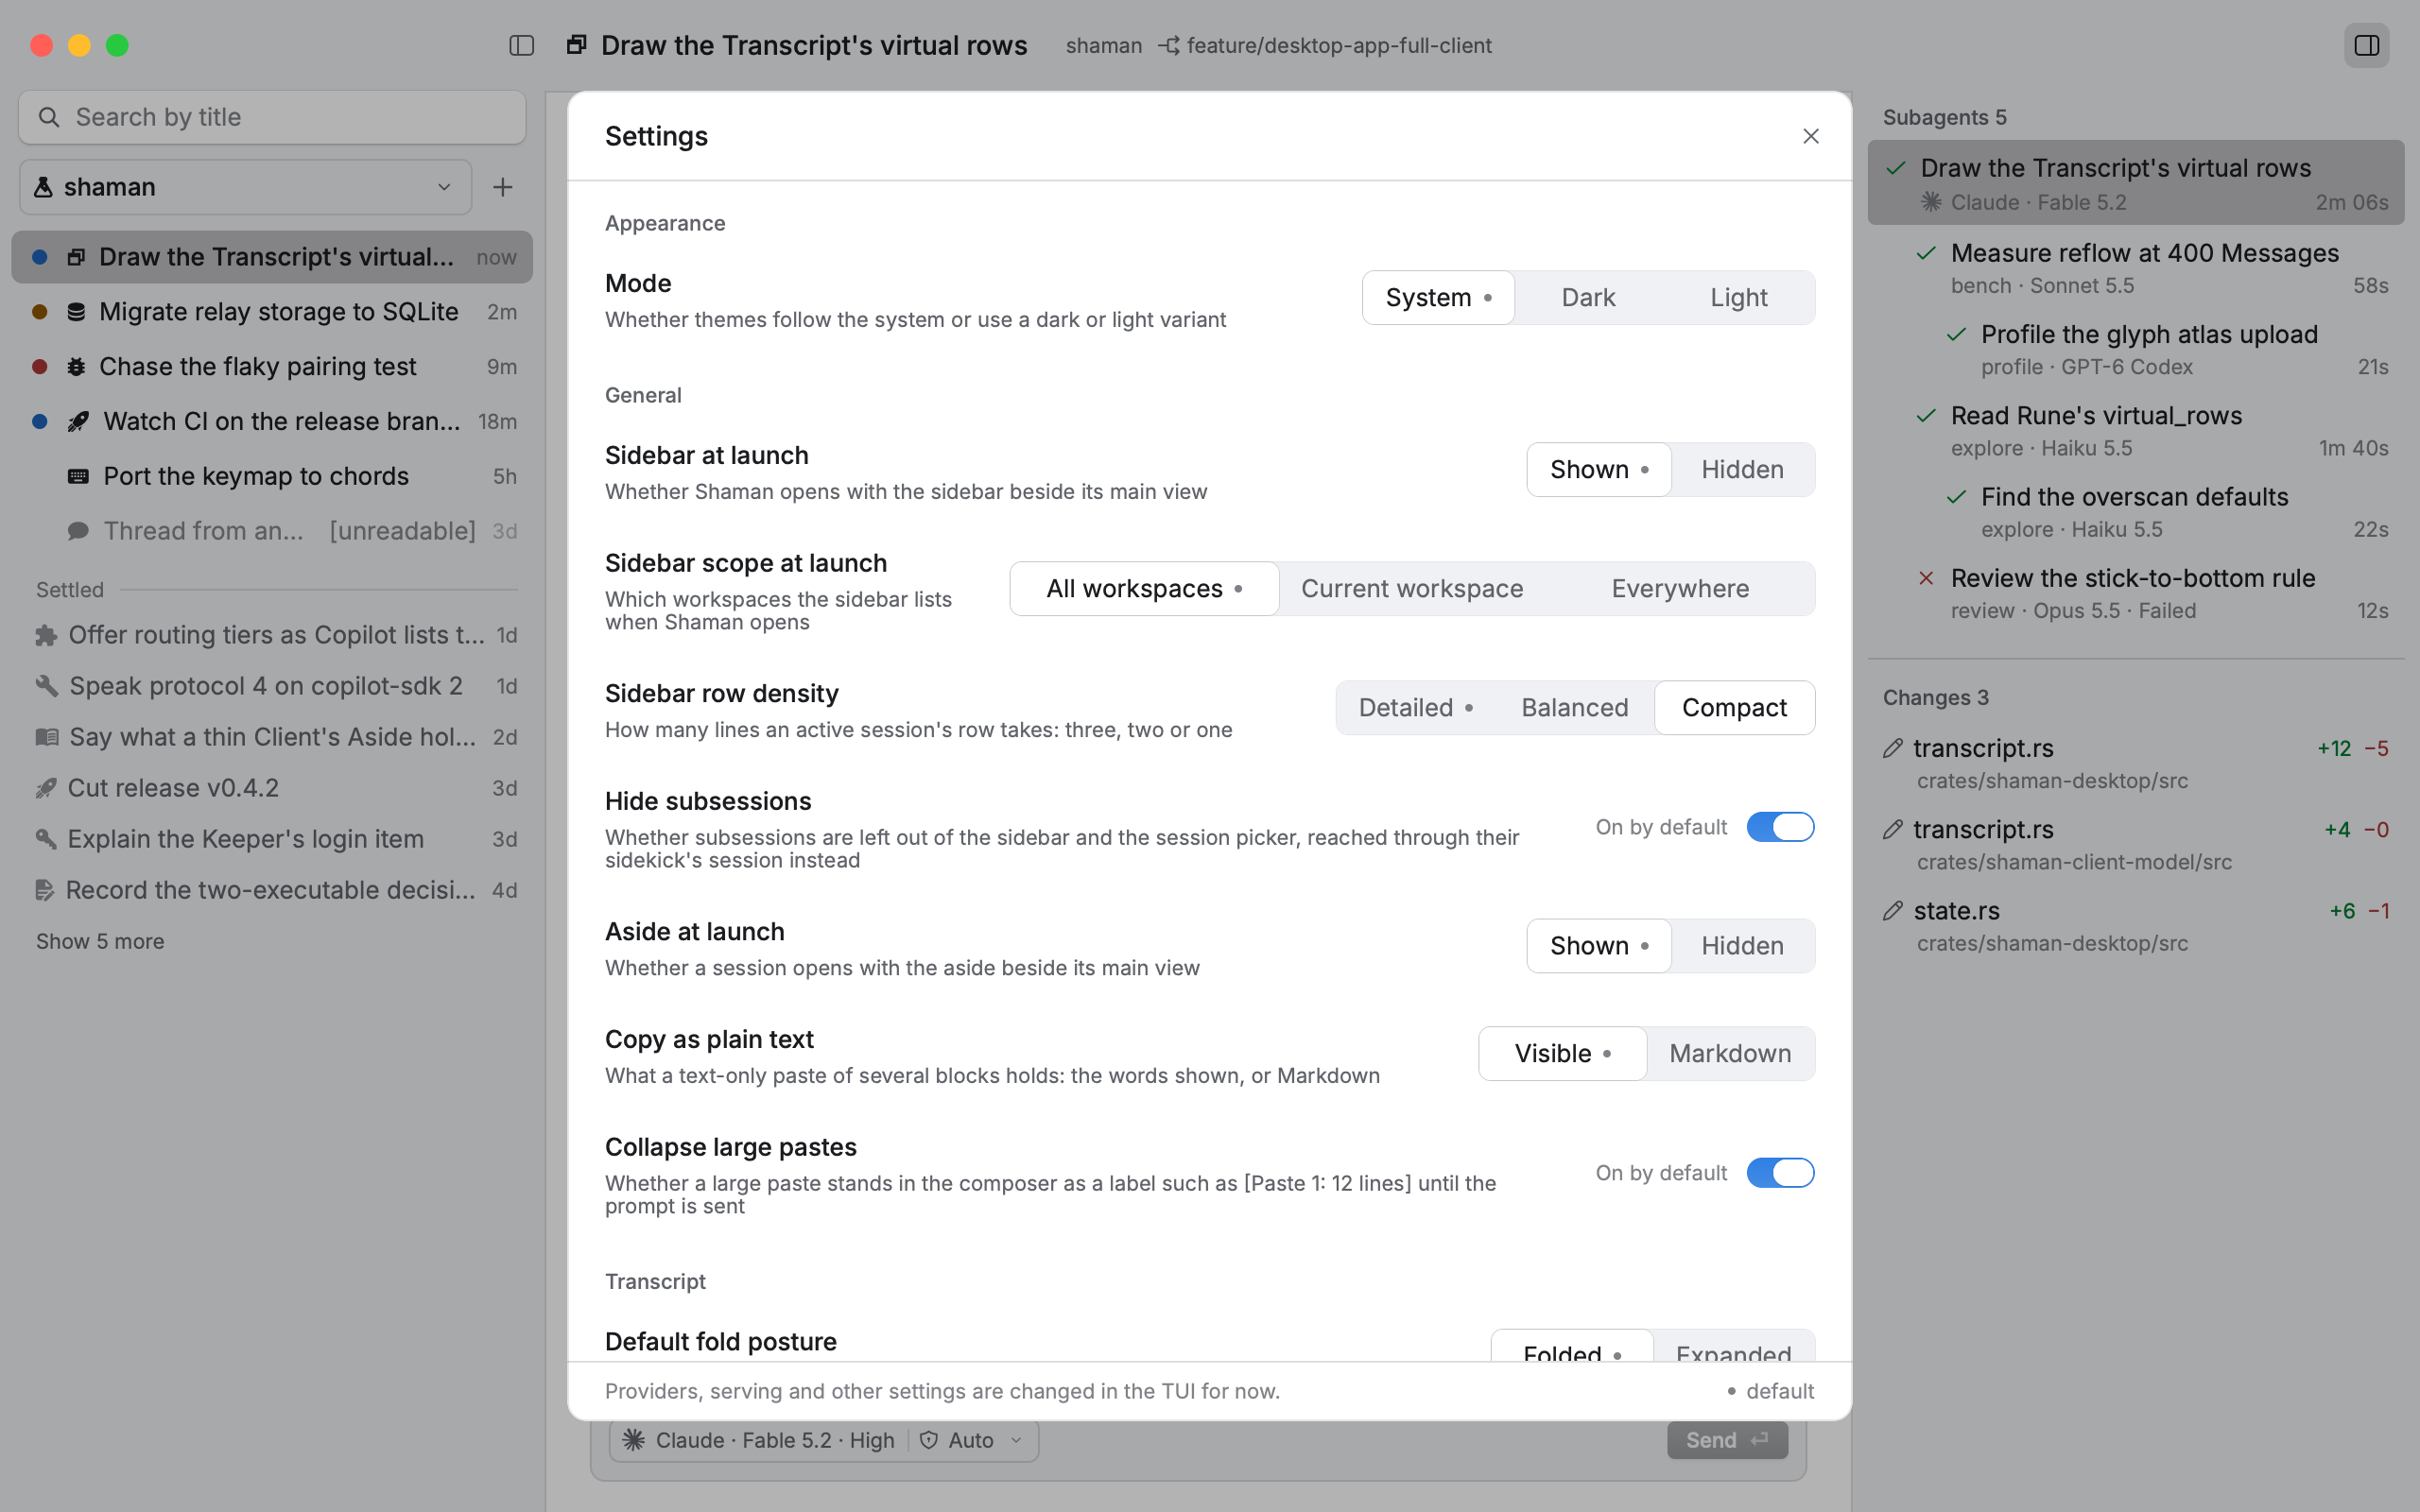 Draw the Transcript's virtual rows shaman feature/desktop-app-full-client
Search by title
shaman
Draw the Transcript's virtual... now
Migrate relay storage to SQLite 2m
Chase the flaky pairing test 9m
Watch CI on the release bran... 18m
Port the keymap to chords 5h
Thread from an... [unreadable] 3d
Settled
Offer routing tiers as Copilot lists t... 1d
Speak protocol 4 on copilot-sdk 2 1d
Say what a thin Client's Aside hol... 2d
Cut release v0.4.2 3d
Explain the Keeper's login item 3d
Record the two-executable decisi... 4d
Show 5 more
Settings
Appearance
Mode
Whether themes follow the system or use a dark or light variant
System • Dark Light
General
Sidebar at launch
Whether Shaman opens with the sidebar beside its main view
Shown • Hidden
Sidebar scope at launch
Which workspaces the sidebar lists
when Shaman opens
All workspaces • Current workspace Everywhere
Sidebar row density
How many lines an active session's row takes: three, two or one
Detailed • Balanced Compact
Hide subsessions
Whether subsessions are left out of the sidebar and the session picker, reached through their
sidekick's session instead
On by default
Aside at launch
Whether a session opens with the aside beside its main view
Shown • Hidden
Copy as plain text
What a text-only paste of several blocks holds: the words shown, or Markdown
Visible • Markdown
Collapse large pastes
Whether a large paste stands in the composer as a label such as [Paste 1: 12 lines] until the
prompt is sent
On by default
Transcript
Default fold posture
Folded • Expanded
Providers, serving and other settings are changed in the TUI for now.
• default
Claude · Fable 5.2 · High Auto
Send
Subagents 5
Draw the Transcript's virtual rows
Claude · Fable 5.2 2m 06s
Measure reflow at 400 Messages
bench · Sonnet 5.5 58s
Profile the glyph atlas upload
profile · GPT-6 Codex 21s
Read Rune's virtual_rows
explore · Haiku 5.5 1m 40s
Find the overscan defaults
explore · Haiku 5.5 22s
Review the stick-to-bottom rule
review · Opus 5.5 · Failed 12s
Changes 3
transcript.rs +12 −5
crates/shaman-desktop/src
transcript.rs +4 −0
crates/shaman-client-model/src
state.rs +6 −1
crates/shaman-desktop/src